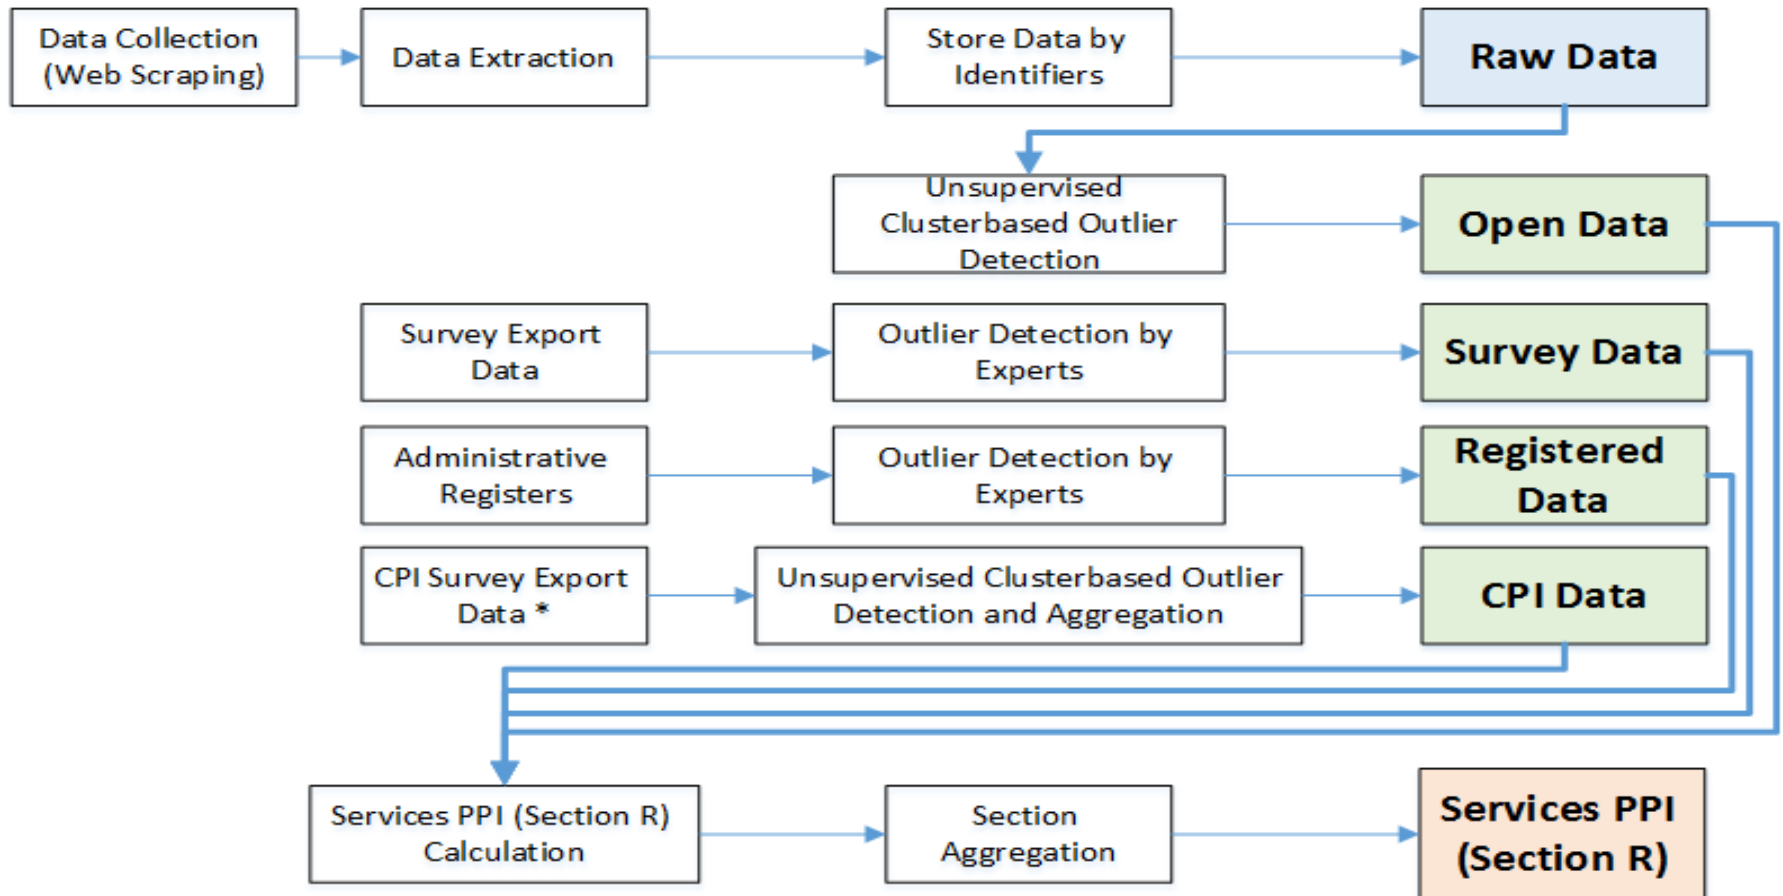 Data Collection
(Web Scraping)
Data Extraction
Store Data by
Identifiers
Raw Data
Unsupervised
Clusterbased Outlier
Detection
Open Data
Survey Export
Data
Outlier Detection by
Experts
Survey Data
Administrative
Registers
Outlier Detection by
Experts
Registered
Data
CPI Survey Export
Data *
Unsupervised Clusterbased Outlier
Detection and Aggregation
CPI Data
Services PPI (Section R)
Calculation
Section
Aggregation
Services PPI
(Section R)